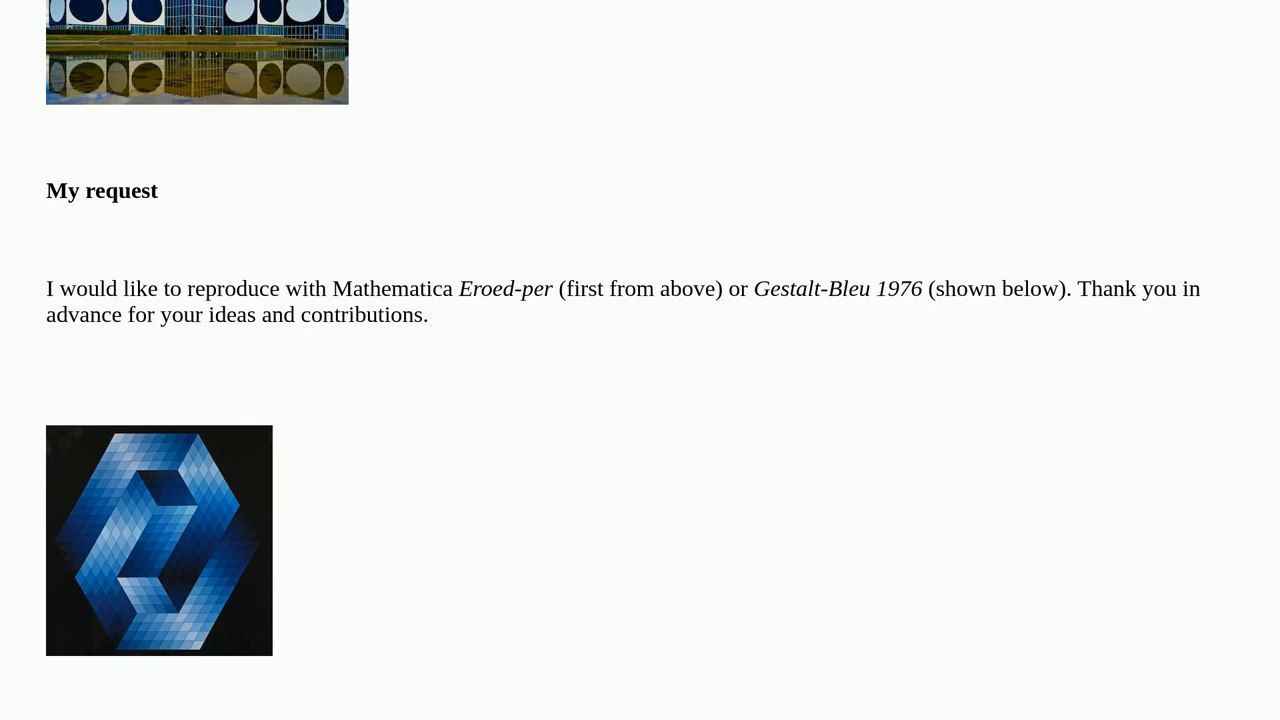 My request
I would like to reproduce with Mathematica Eroed-per (first from above) or Gestalt-Bleu 1976 (shown below). Thank you in
advance for your ideas and contributions.